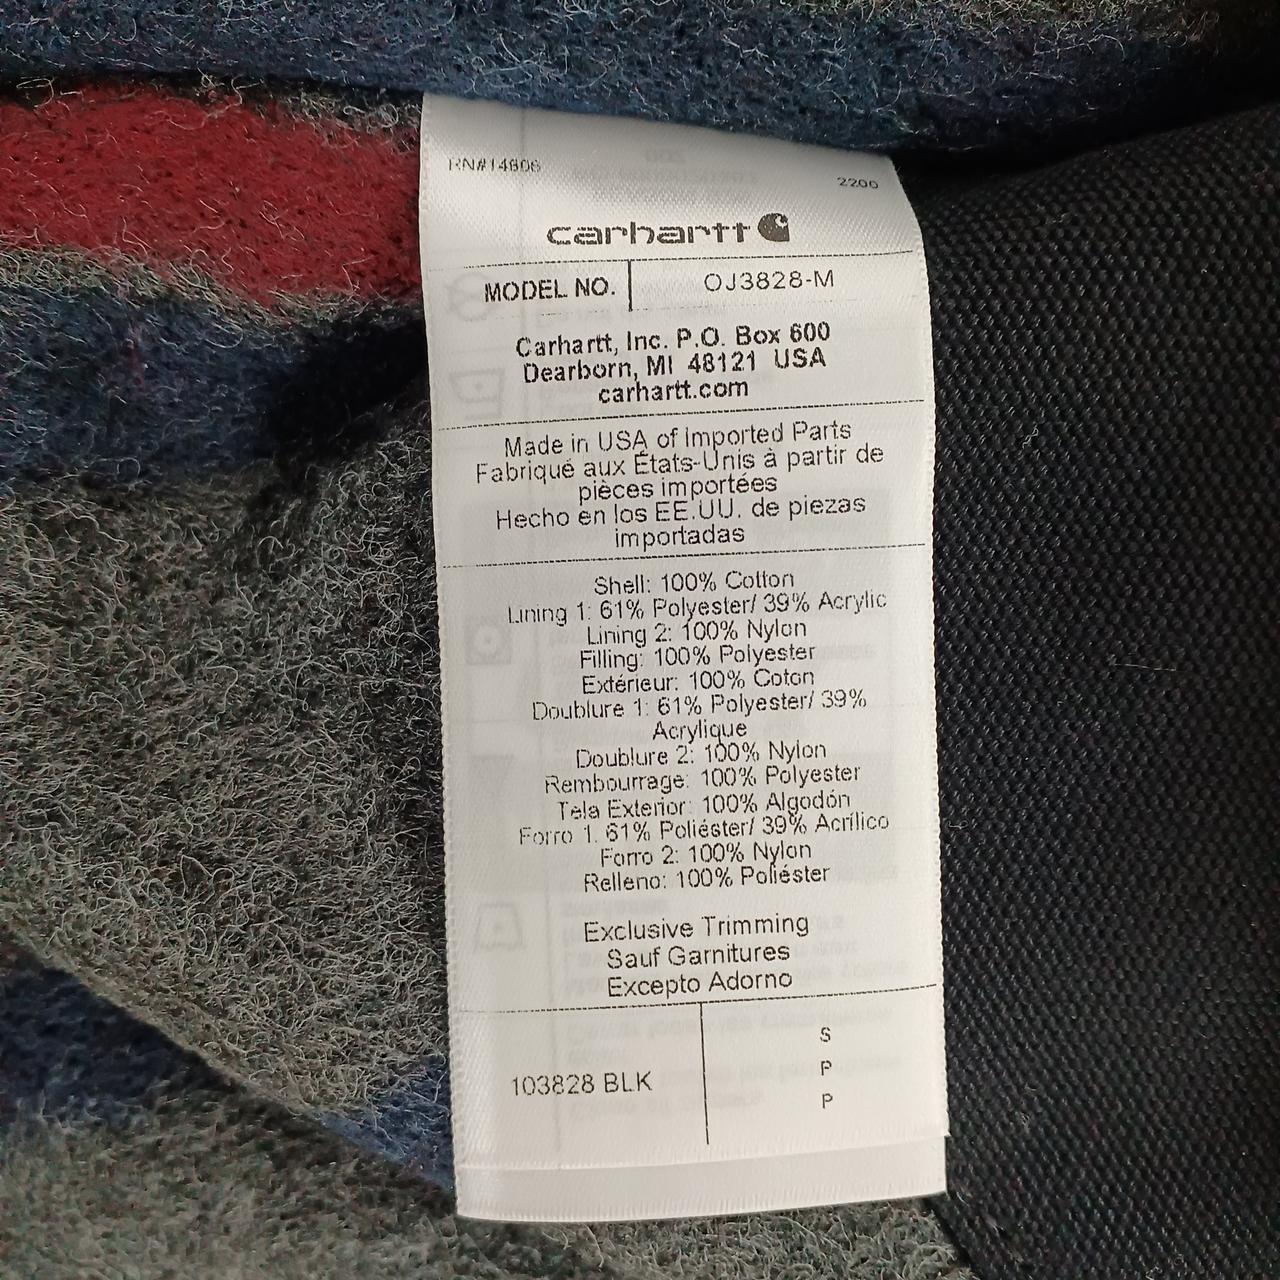 RN#14806
2200
carhartt
MODEL NO. OJ3828-M
Carhartt, Inc. P.O. Box 600
Dearborn, MI 48121 USA
carhartt.com
Made in USA of Imported Parts
Fabriqué aux États-Unis à partir de
pièces importées
Hecho en los EE.UU. de piezas
importadas
Shell: 100% Cotton
Lining 1: 61% Polyester/ 39% Acrylic
Lining 2: 100% Nylon
Filling: 100% Polyester
Extérieur: 100% Coton
Doublure 1: 61% Polyester/ 39%
Acrylique
Doublure 2: 100% Nylon
Rembourrage: 100% Polyester
Tela Exterior: 100% Algodón
Forro 1: 61% Poliéster/ 39% Acrílico
Forro 2: 100% Nylon
Relleno: 100% Poliéster
Exclusive Trimming
Sauf Garnitures
Excepto Adorno
103828 BLK
S
P
P